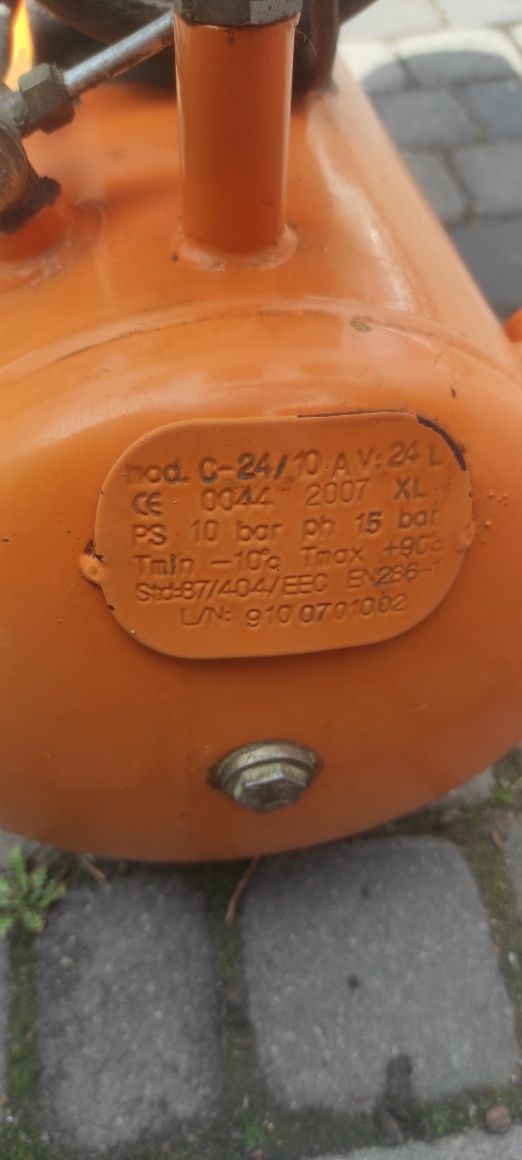 mod. C-24/10 A V: 24 L
CE 0044 2007 XL
PS 10 bar ph 15 bar
Tmin -10°c Tmax +90°c
Std:87/404/EEC EN286-1
L/N: 910 0701002